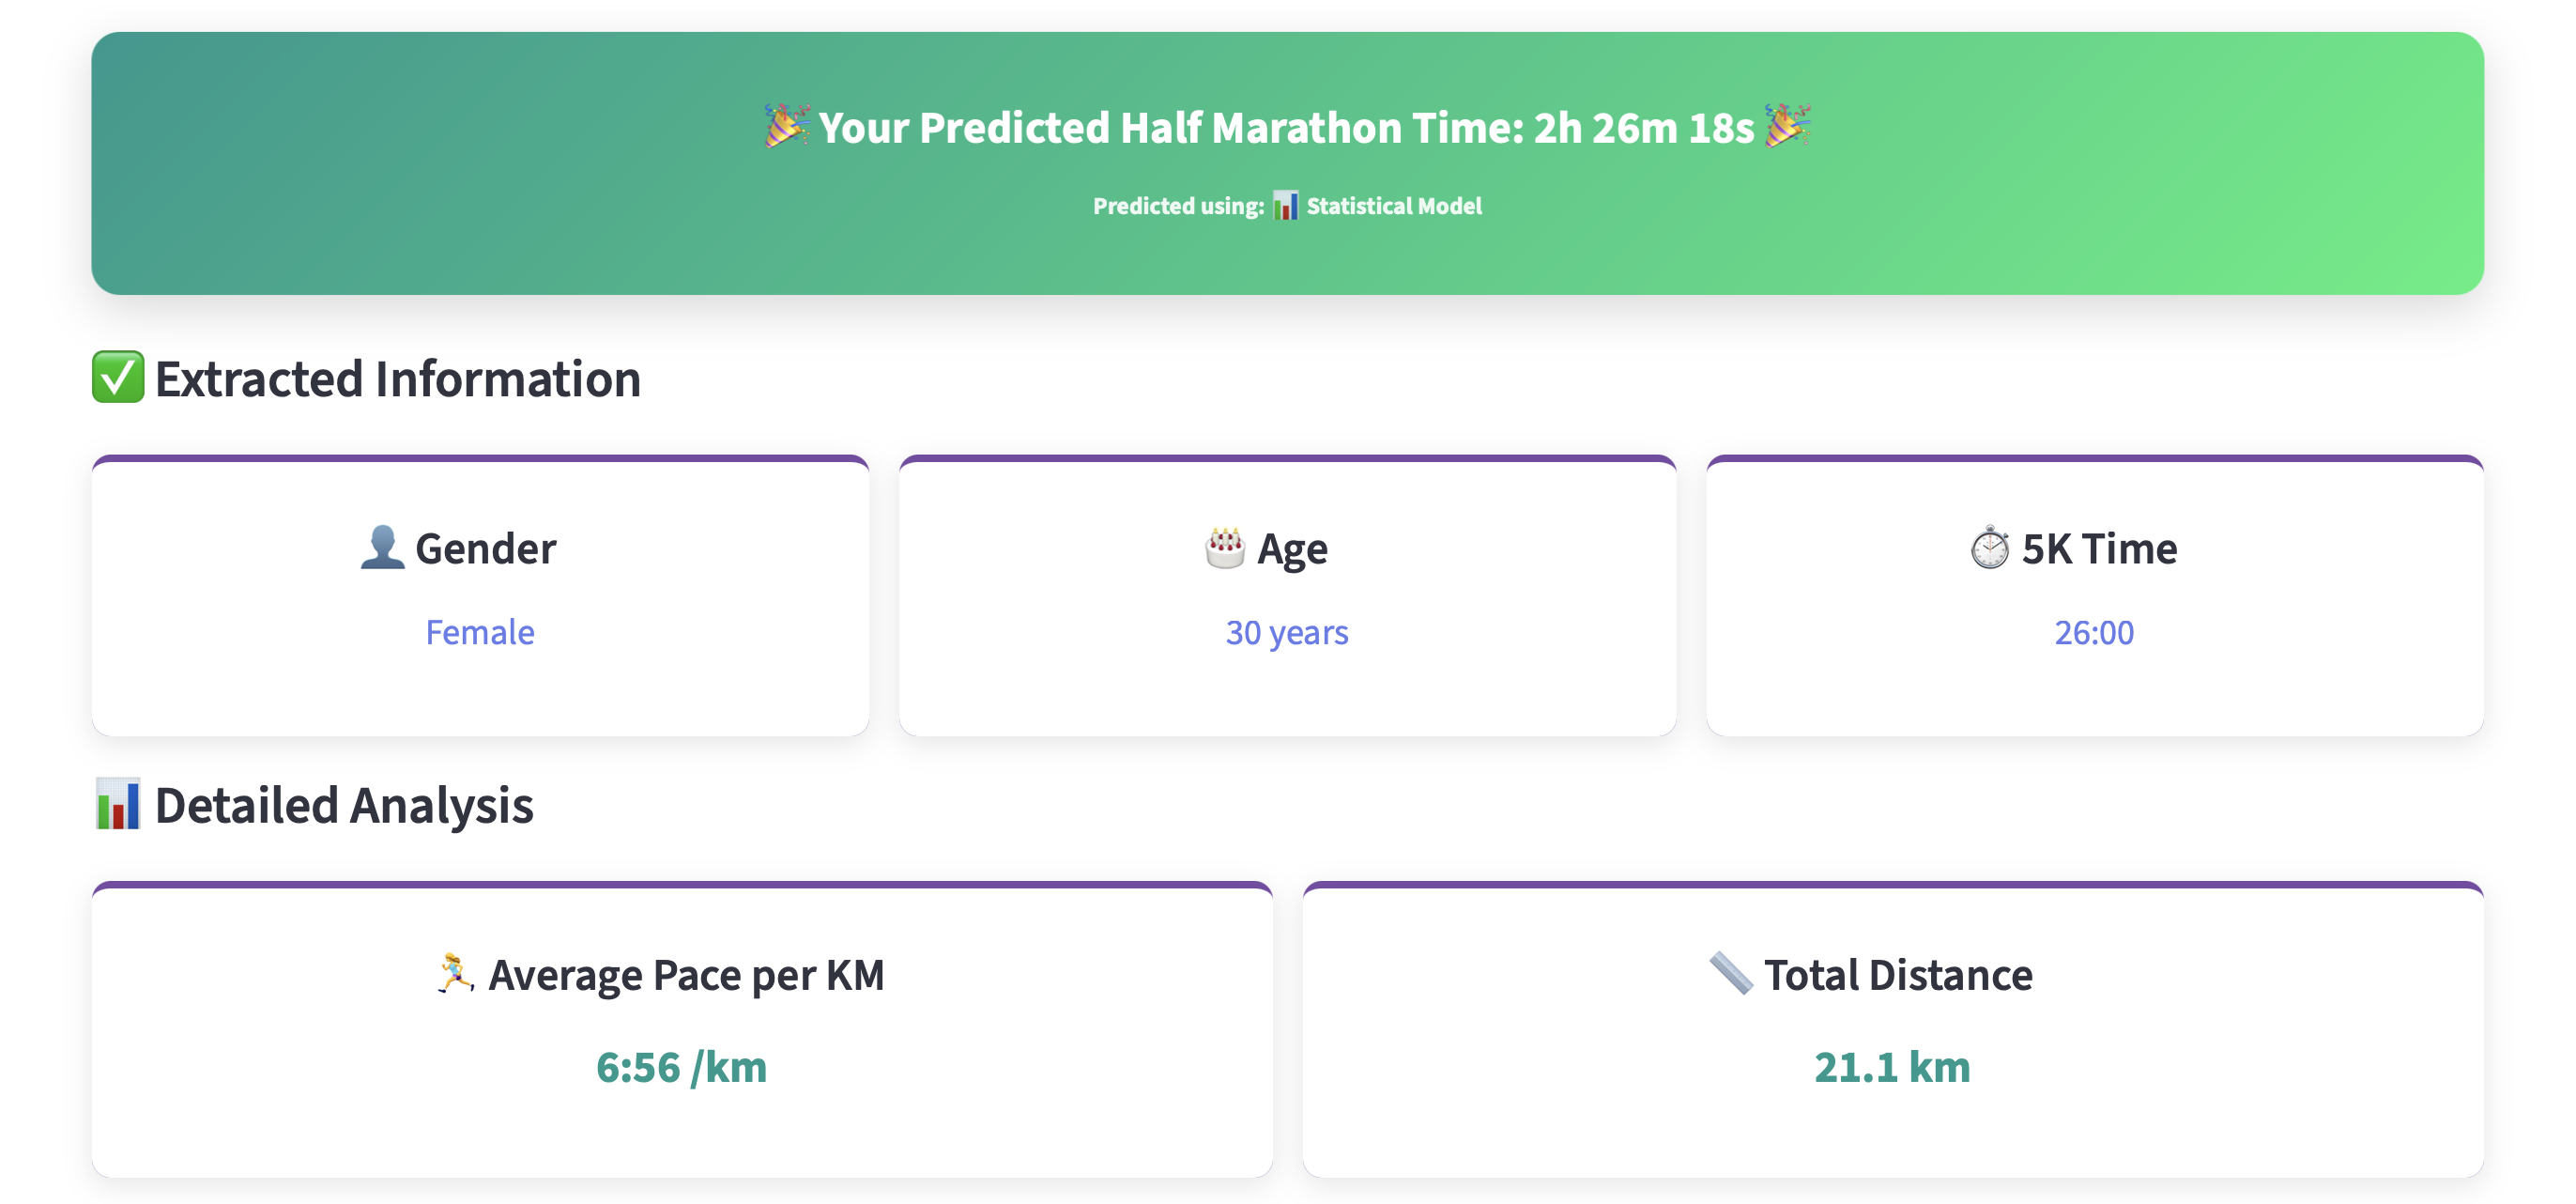 🎉 Your Predicted Half Marathon Time: 2h 26m 18s 🎉
Predicted using: 📊 Statistical Model
✅ Extracted Information
👤 Gender
Female
🎂 Age
30 years
⏱️ 5K Time
26:00
📊 Detailed Analysis
🏃‍♀️ Average Pace per KM
6:56 /km
📏 Total Distance
21.1 km